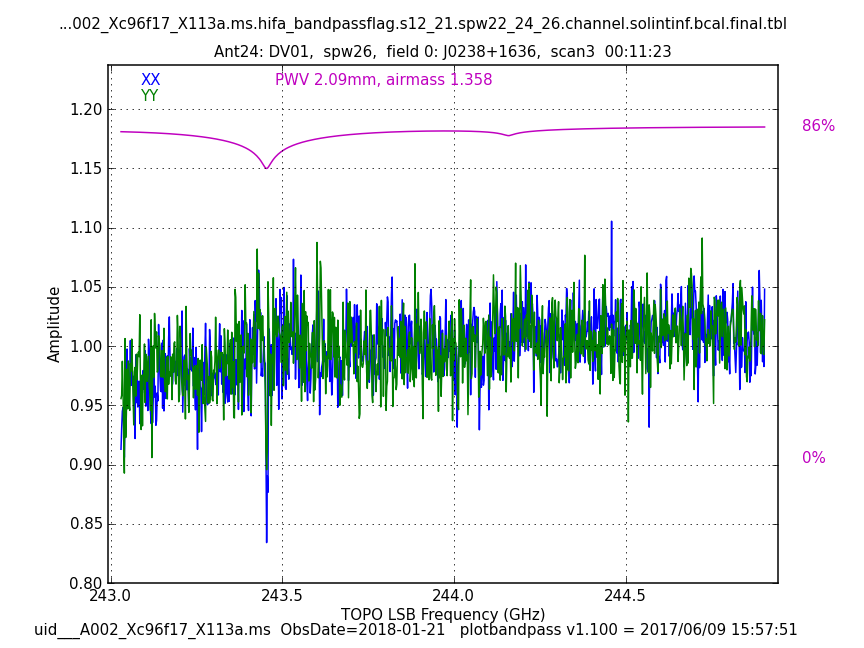 ...002_Xc96f17_X113a.ms.hifa_bandpassflag.s12_21.spw22_24_26.channel.solintinf.bcal.final.tbl
Ant24: DV01,  spw26,  field 0: J0238+1636,  scan3  00:11:23
XX
PWV 2.09mm, airmass 1.358
YY
1.20
86%
1.15
1.10
1.05
Amplitude
1.00
0.95
0.90
0%
0.85
0.80
243.0 243.5 244.0 244.5
TOPO LSB Frequency (GHz)
uid___A002_Xc96f17_X113a.ms  ObsDate=2018-01-21   plotbandpass v1.100 = 2017/06/09 15:57:51